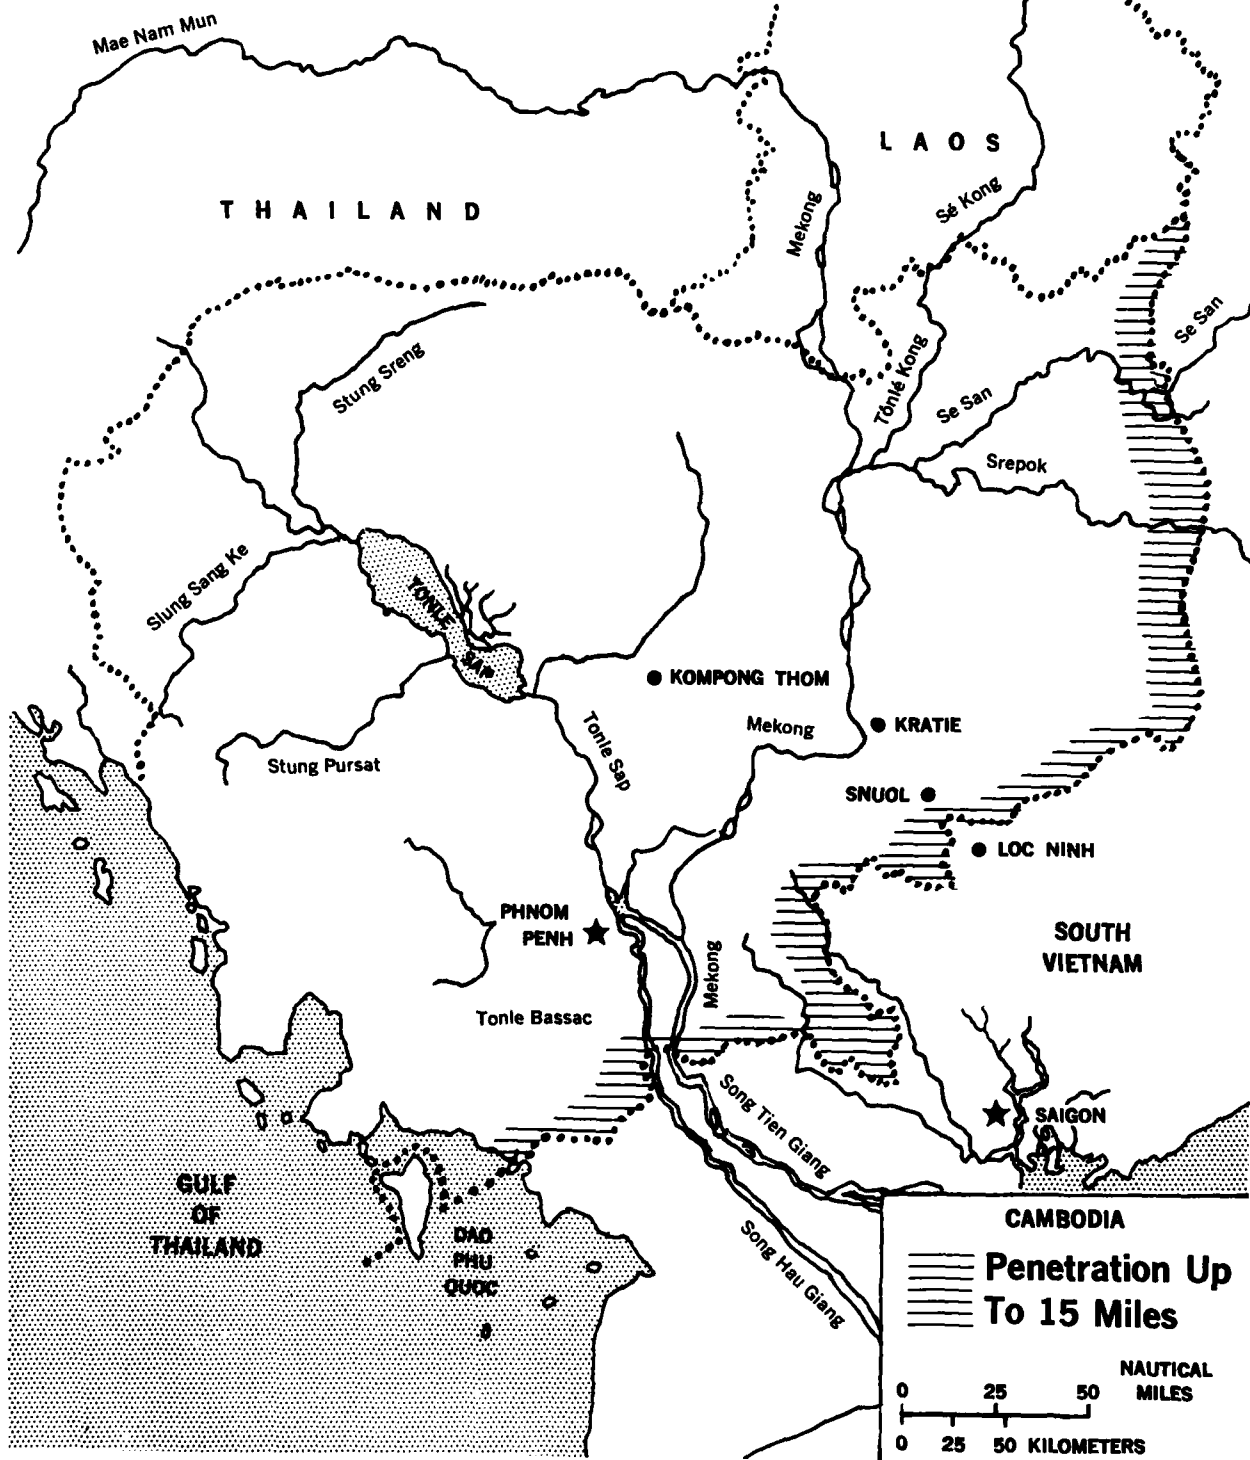 Mae Nam Mun
LAOS
THAILAND
Mekong
Sé Kong
Se San
Stung Sreng
Tônlé Kong
Se San
Srepok
Slung Sang Ke
TONLE
SAP
KOMPONG THOM
Tonle Sap
Mekong
KRATIE
Stung Pursat
SNUOL
LOC NINH
PHNOM
PENH
SOUTH
VIETNAM
Mekong
Tonle Bassac
Song Tien Giang
SAIGON
GULF
OF
THAILAND
DAO
PHU
QUOC
Song Hau Giang
CAMBODIA
Penetration Up
To 15 Miles
NAUTICAL
0 25 50 MILES
0 25 50 KILOMETERS